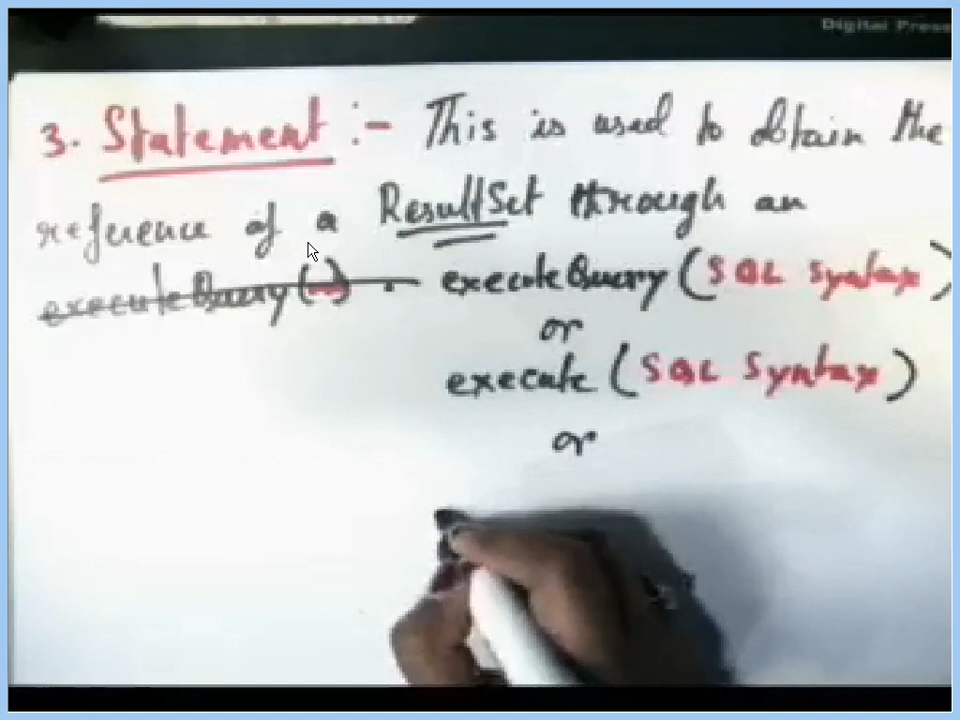 Digital Prese
3. Statement :- This is used to obtain the
reference of a ResultSet through an
executeQuery( ) . executeQuery (SQL Syntax)
or
execute (SQL Syntax)
or